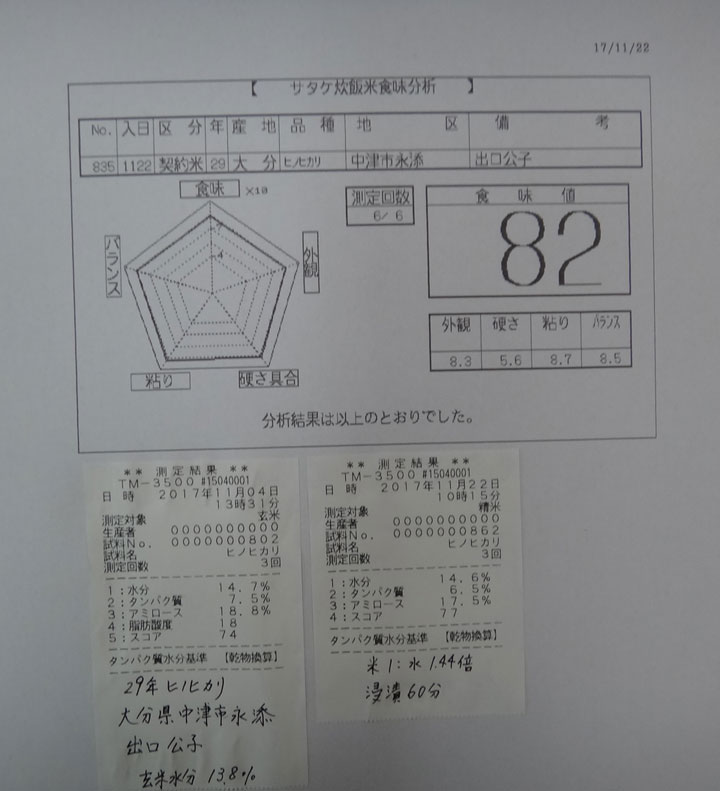 17/11/22
【 サタケ炊飯米食味分析 】
No. 入日 区 分 年 産 地 品 種 地 区 備 考
835 1122 契約米 29 大 分 ヒノヒカリ 中津市永添 出口公子
食味 ×10
測定回数
6/ 6
食 味 値
82
7
4
バランス
外観
粘り
硬さ具合
外観 硬さ 粘り バランス
8.3 5.6 8.7 8.5
分析結果は以上のとおりでした。
** 測定結果 **
TM-3500 #15040001
日 時 2017年11月04日
13時31分
測定対象 玄米
生産者 0000000000
試料No. 0000000802
試料名 ヒノヒカリ
測定回数 3回
1:水分 14.7%
2:タンパク質 7.5%
3:アミロース 18.8%
4:脂肪酸度 18
5:スコア 74
タンパク質水分基準 【乾物換算】
29年 ヒノヒカリ
大分県中津市永添
出口 公子
玄米水分 13.8%
** 測定結果 **
TM-3500 #15040001
日 時 2017年11月22日
10時15分
測定対象 精米
生産者 0000000000
試料No. 0000000862
試料名 ヒノヒカリ
測定回数 3回
1:水分 14.6%
2:タンパク質 6.5%
3:アミロース 17.5%
4:スコア 77
タンパク質水分基準 【乾物換算】
米1:水 1.44倍
浸漬60分